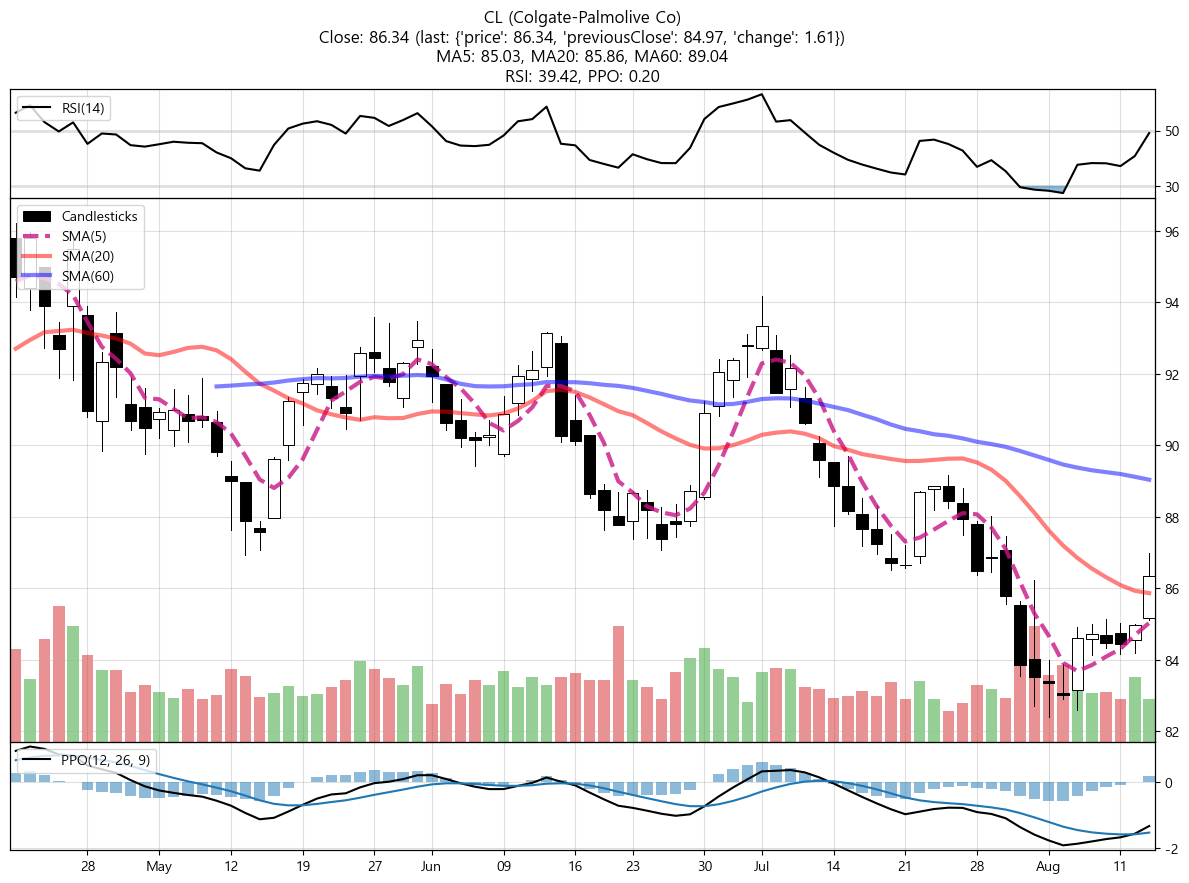 CL (Colgate-Palmolive Co)
Close: 86.34 (last: {'price': 86.34, 'previousClose': 84.97, 'change': 1.61})
MA5: 85.03, MA20: 85.86, MA60: 89.04
RSI: 39.42, PPO: 0.20
RSI(14)
50
30
Candlesticks
SMA(5)
SMA(20)
SMA(60)
96
94
92
90
88
86
84
82
PPO(12, 26, 9)
0
-2
28 May 12 19 27 Jun 09 16 23 30 Jul 14 21 28 Aug 11